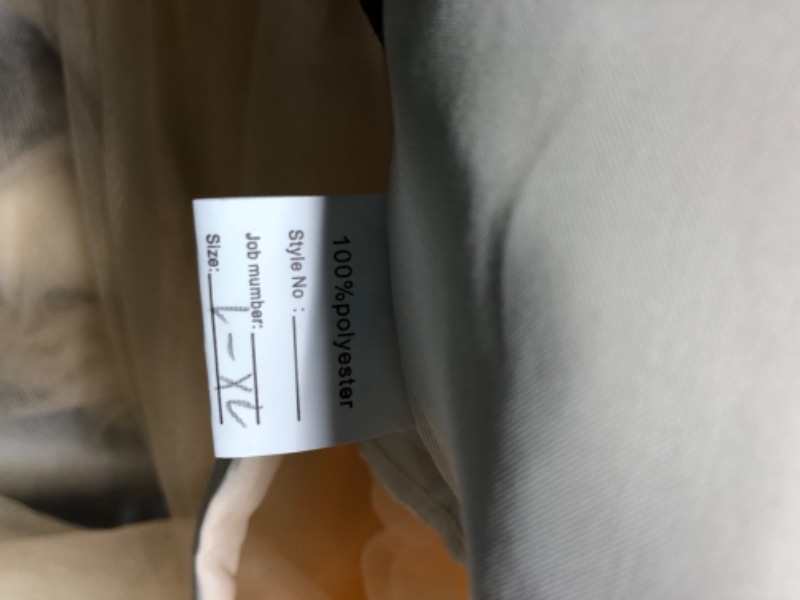 100%polyester
Style No :
Job mumber:
Size: L-XL